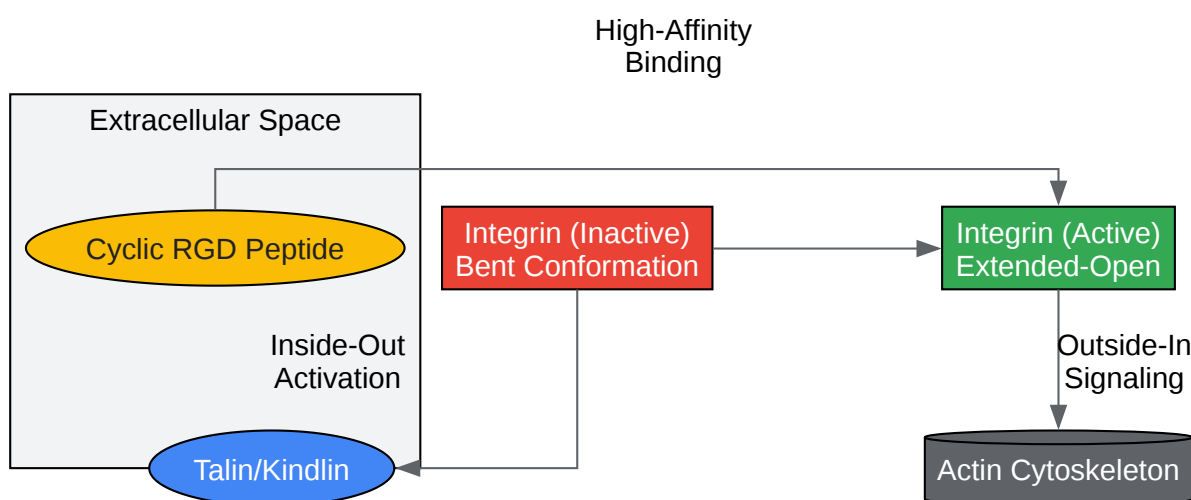 High-Affinity
Binding
Extracellular Space
Cyclic RGD Peptide
Integrin (Inactive)
Bent Conformation
Integrin (Active)
Extended-Open
Inside-Out
Activation
Outside-In
Signaling
Talin/Kindlin
Actin Cytoskeleton